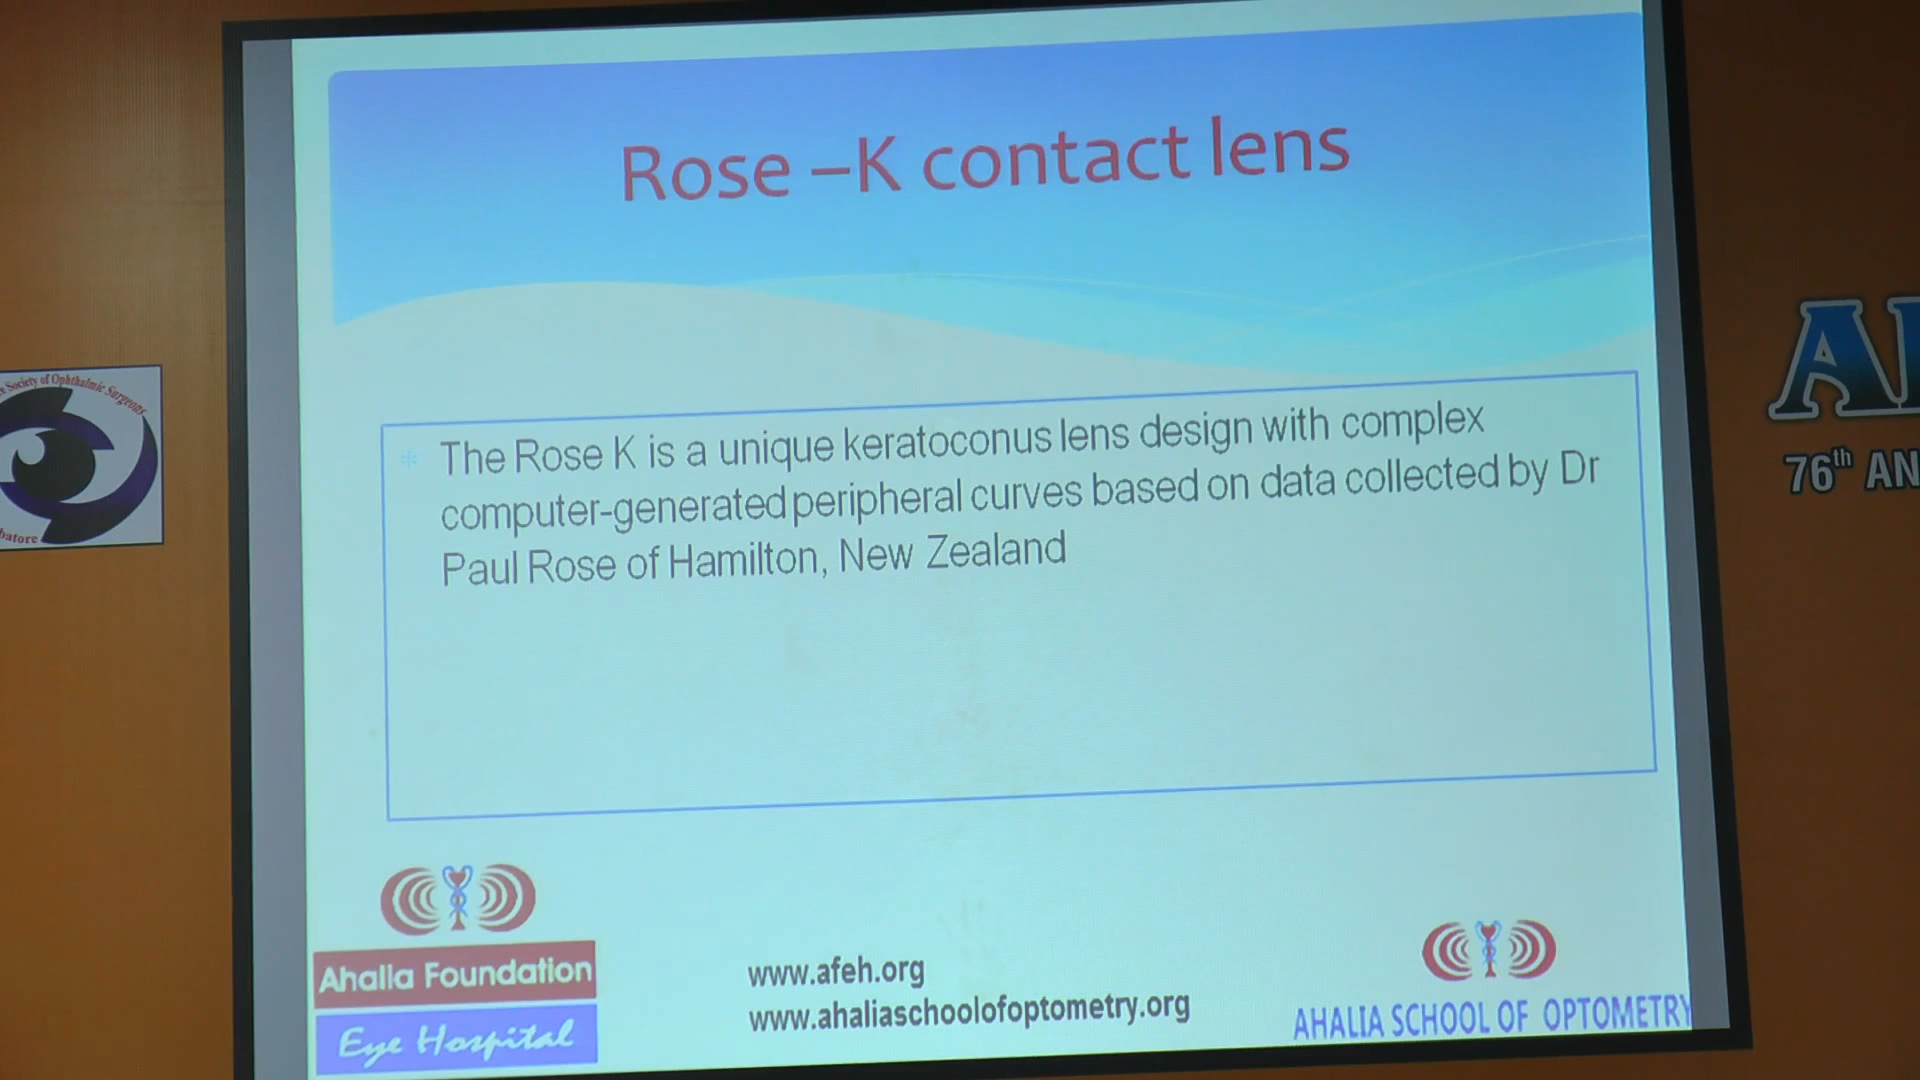 Rose –K contact lens
The Rose K is a unique keratoconus lens design with complex
computer-generated peripheral curves based on data collected by Dr
Paul Rose of Hamilton, New Zealand
Ahalia Foundation
Eye Hospital
www.afeh.org
www.ahaliaschoolofoptometry.org
AHALIA SCHOOL OF OPTOMETRY
Society of Ophthalmic Surgeons
76th AN